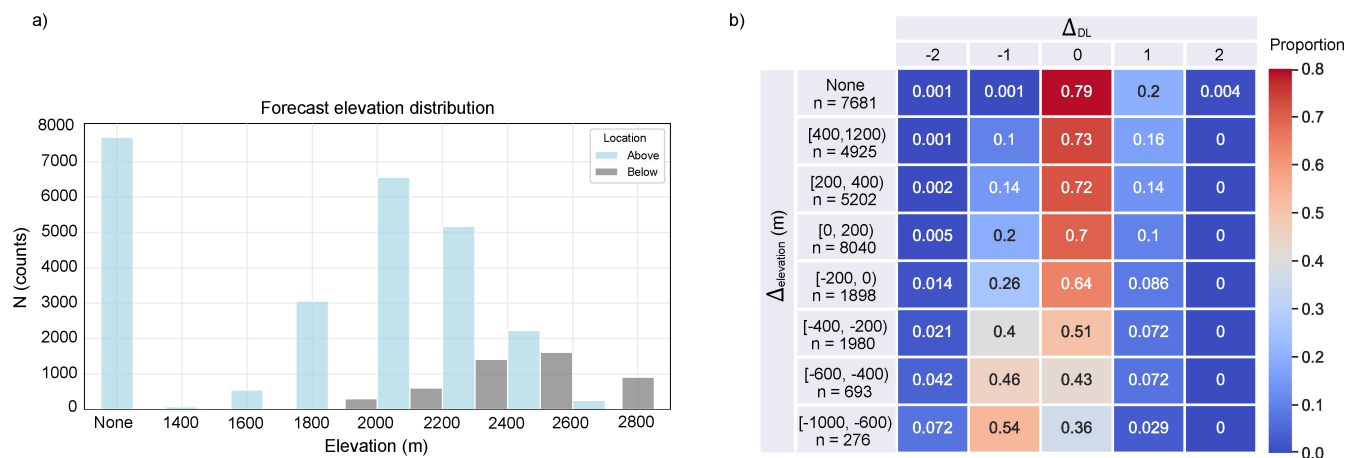 a)
Forecast elevation distribution
N (counts)
8000
7000
6000
5000
4000
3000
2000
1000
0
Location
Above
Below
None 1400 1600 1800 2000 2200 2400 2600 2800
Elevation (m)
b)
Δ DL
-2 -1 0 1 2
Δ elevation (m)
None
n = 7681
0.001 0.001 0.79 0.2 0.004
[400,1200)
n = 4925
0.001 0.1 0.73 0.16 0
[200, 400)
n = 5202
0.002 0.14 0.72 0.14 0
[0, 200)
n = 8040
0.005 0.2 0.7 0.1 0
[-200, 0)
n = 1898
0.014 0.26 0.64 0.086 0
[-400, -200)
n = 1980
0.021 0.4 0.51 0.072 0
[-600, -400)
n = 693
0.042 0.46 0.43 0.072 0
[-1000, -600)
n = 276
0.072 0.54 0.36 0.029 0
Proportion
0.8
0.7
0.6
0.5
0.4
0.3
0.2
0.1
0.0